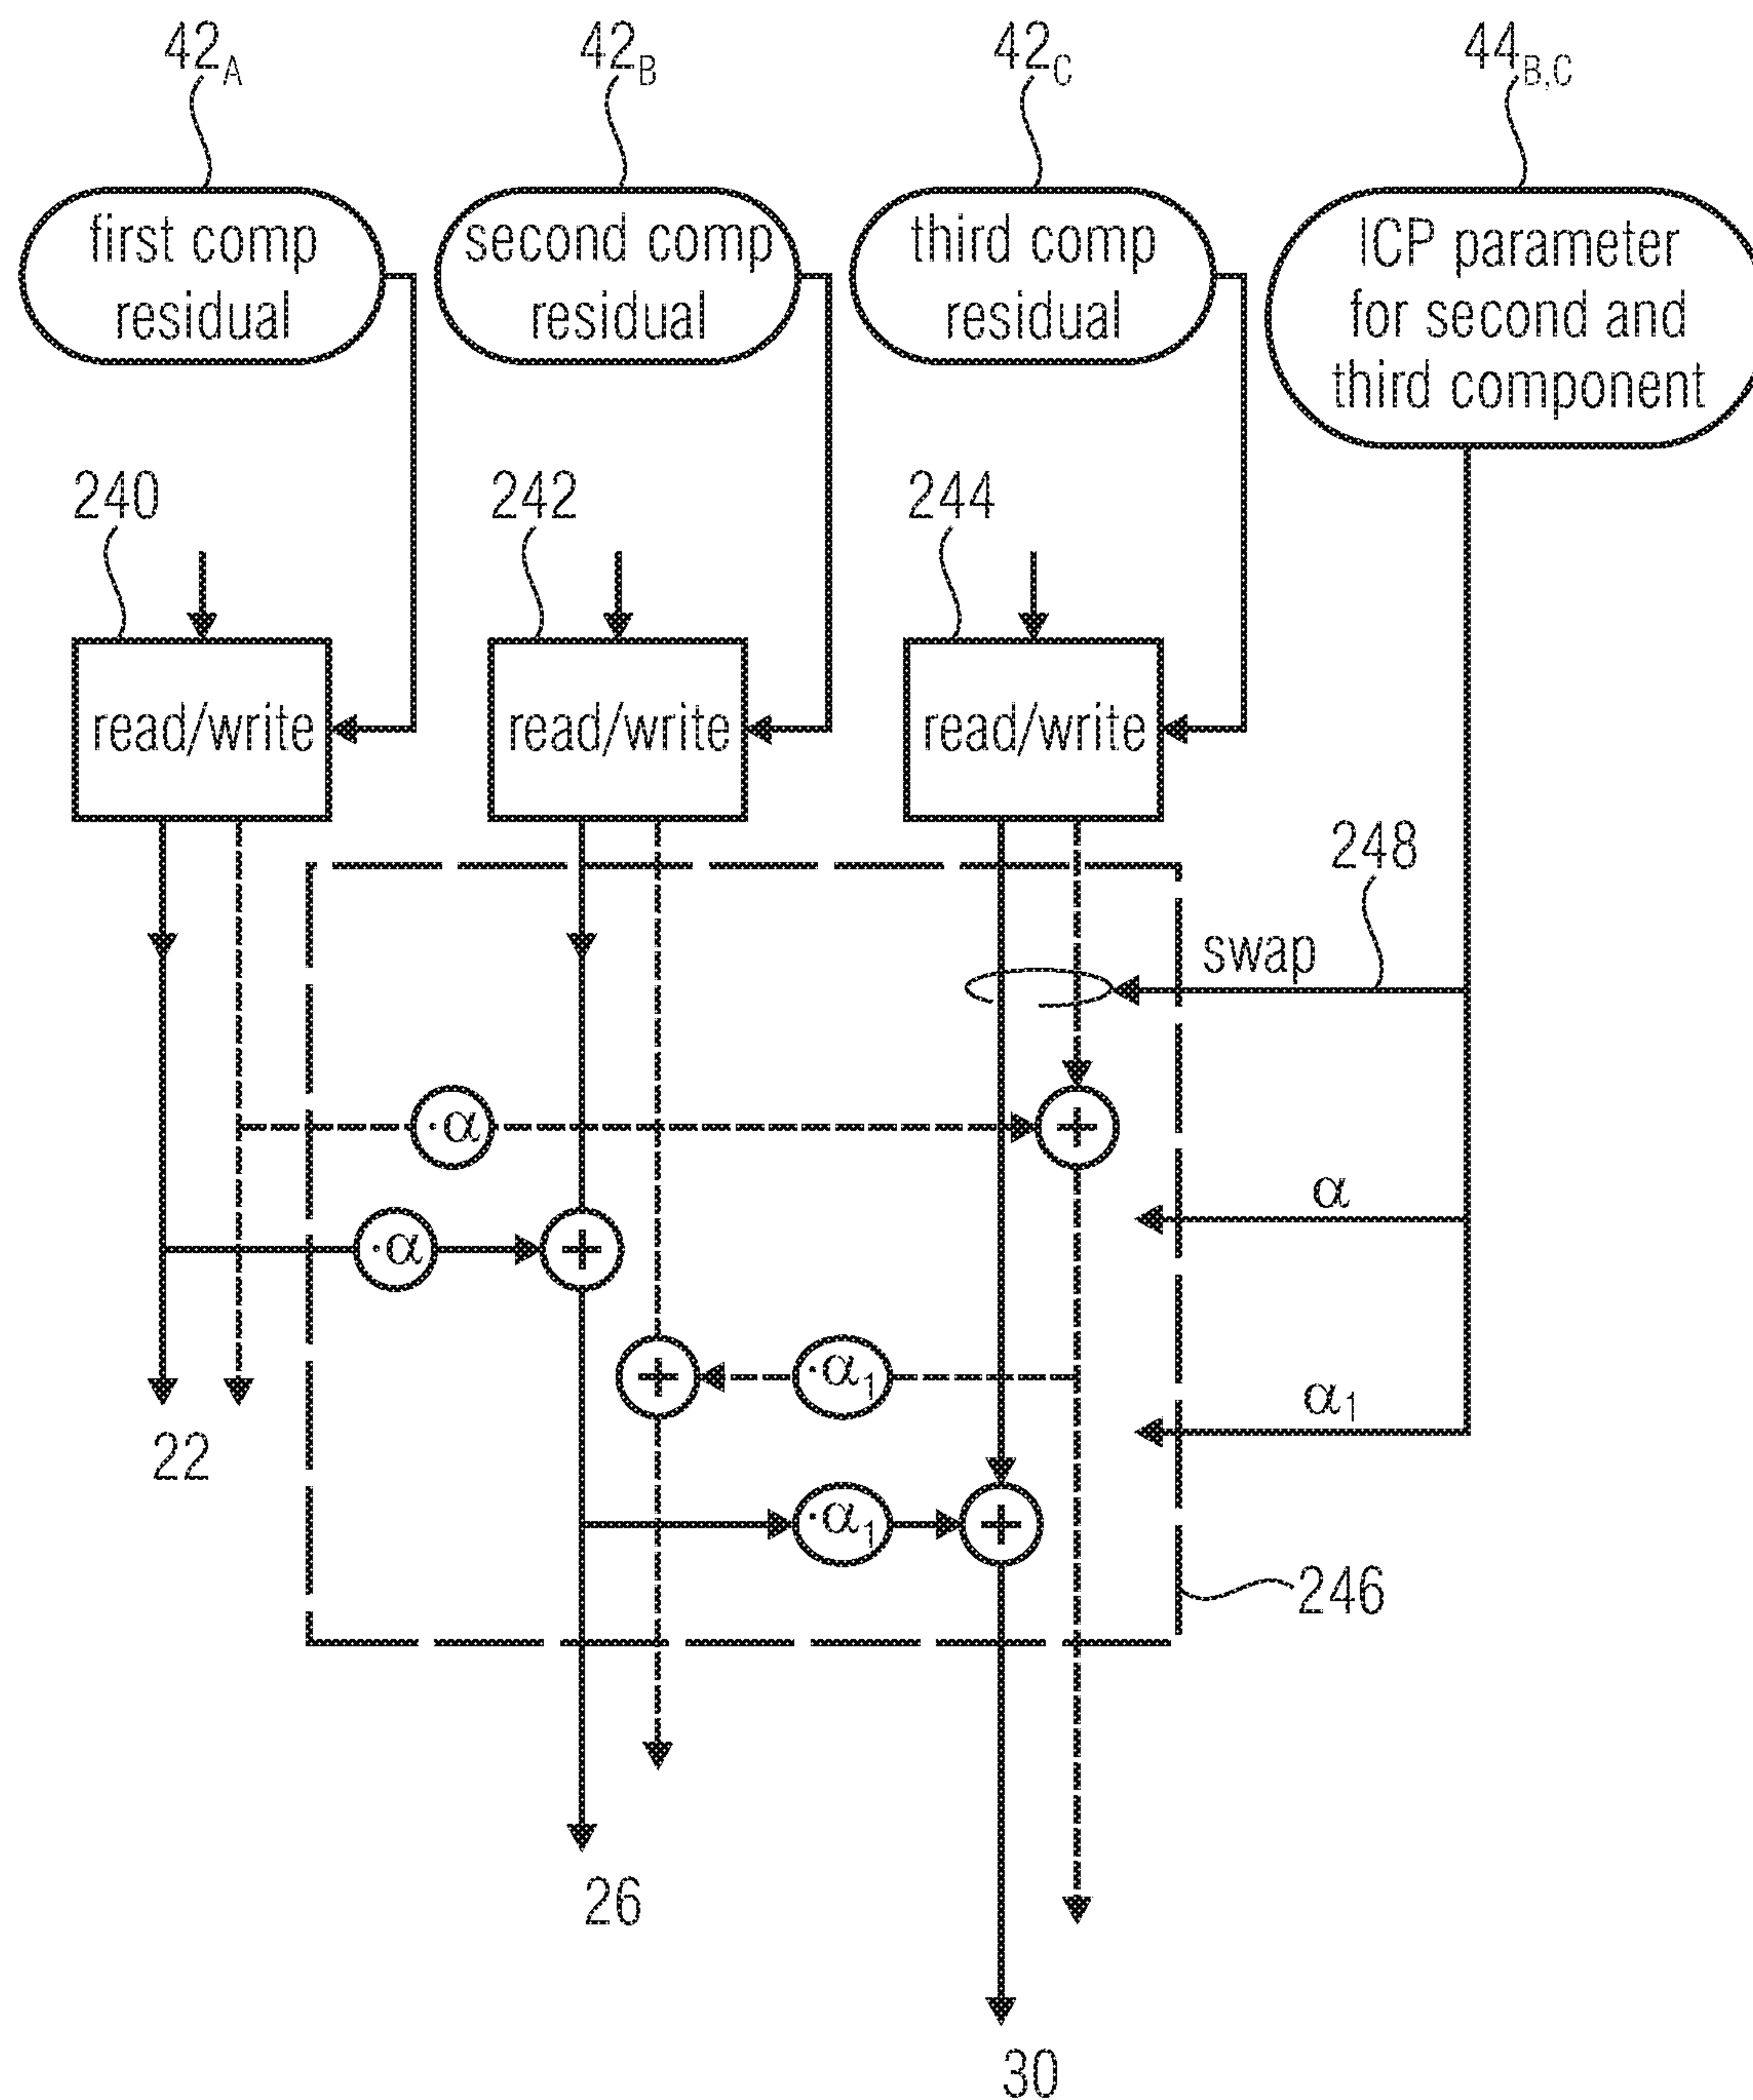 42A
42B
42C
44B,C
first comp
residual
second comp
residual
third comp
residual
ICP parameter
for second and
third component
240
242
244
read/write
read/write
read/write
248
swap
·α
+
α
·α
+
+
·α1
α1
22
·α1
+
246
26
30